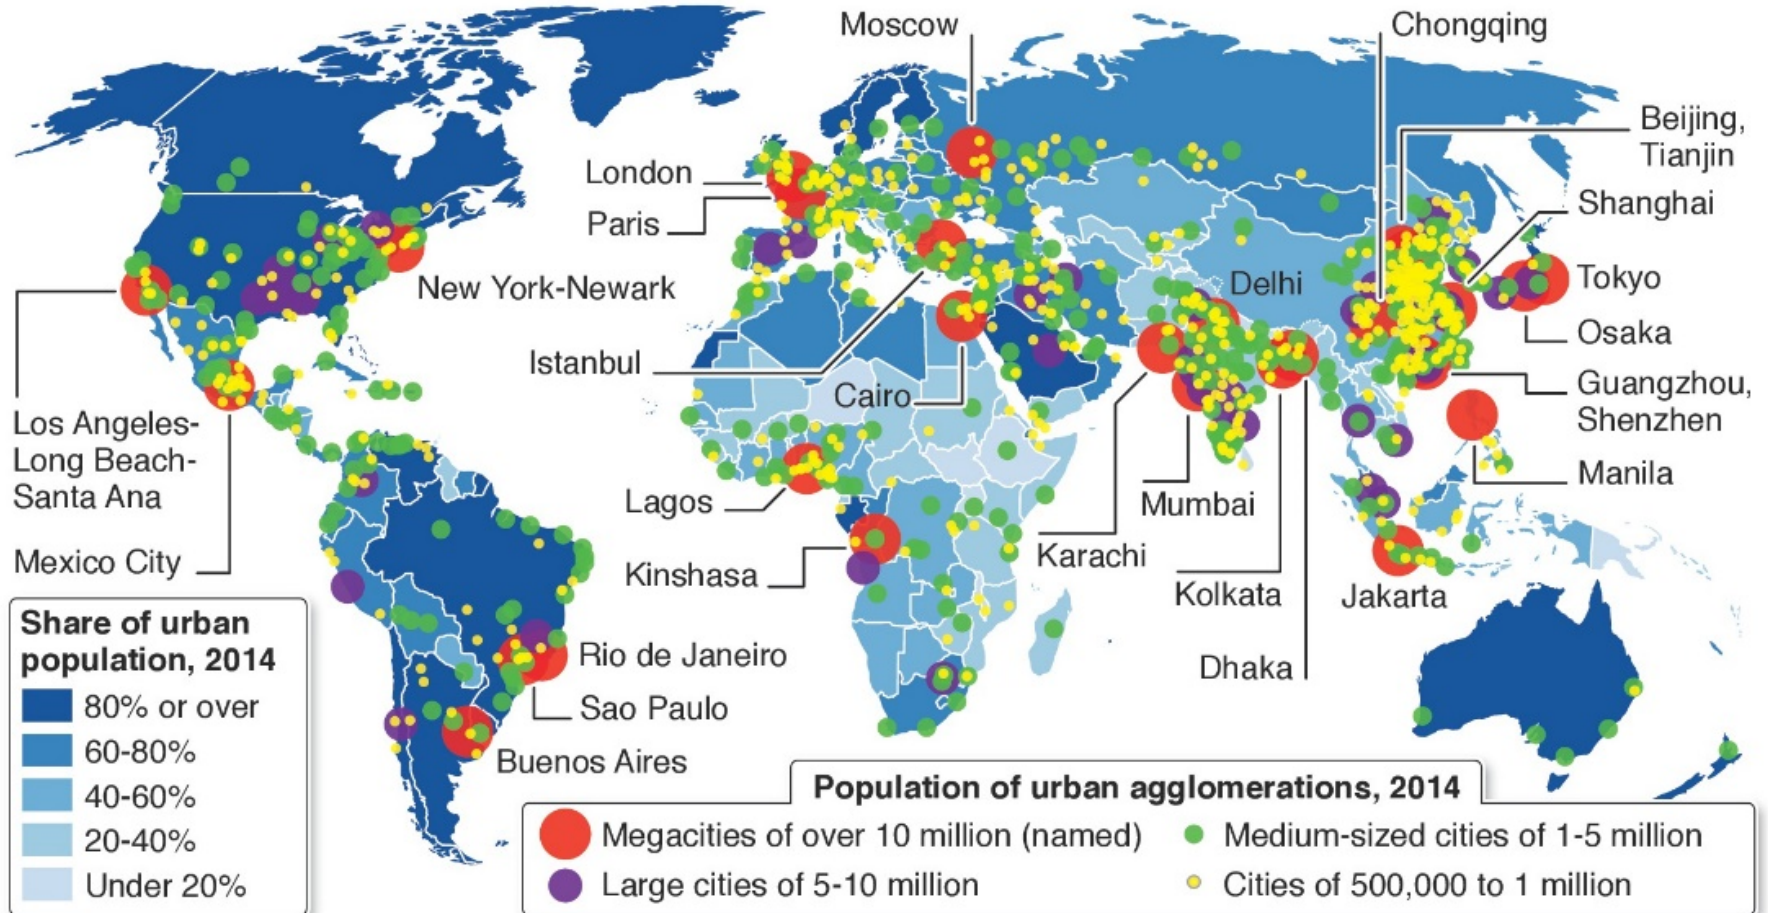 Moscow
Chongqing
Beijing,
Tianjin
London
Shanghai
Paris
New York-Newark
Delhi
Tokyo
Osaka
Istanbul
Cairo
Guangzhou,
Shenzhen
Los Angeles-
Long Beach-
Santa Ana
Lagos
Mumbai
Manila
Mexico City
Kinshasa
Karachi
Kolkata
Jakarta
Dhaka
Rio de Janeiro
Sao Paulo
Buenos Aires
Share of urban
population, 2014
80% or over
60-80%
40-60%
20-40%
Under 20%
Population of urban agglomerations, 2014
Megacities of over 10 million (named)
Medium-sized cities of 1-5 million
Large cities of 5-10 million
Cities of 500,000 to 1 million